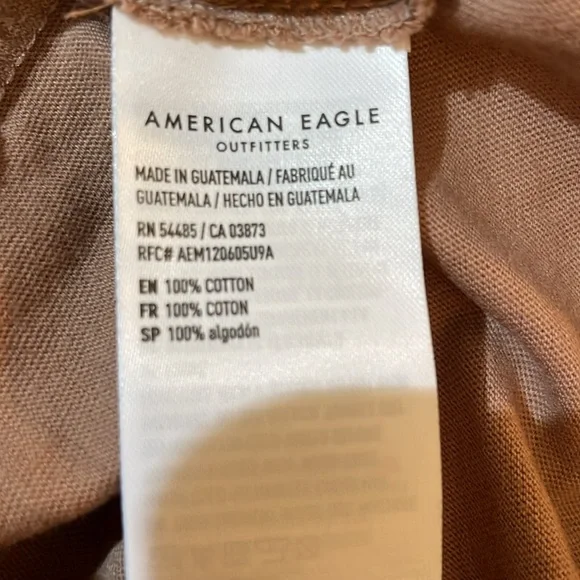 AMERICAN EAGLE
OUTFITTERS
MADE IN GUATEMALA / FABRIQUÉ AU
GUATEMALA / HECHO EN GUATEMALA
RN 54485 / CA 03873
RFC# AEM120605U9A
EN 100% COTTON
FR 100% COTON
SP 100% algodón